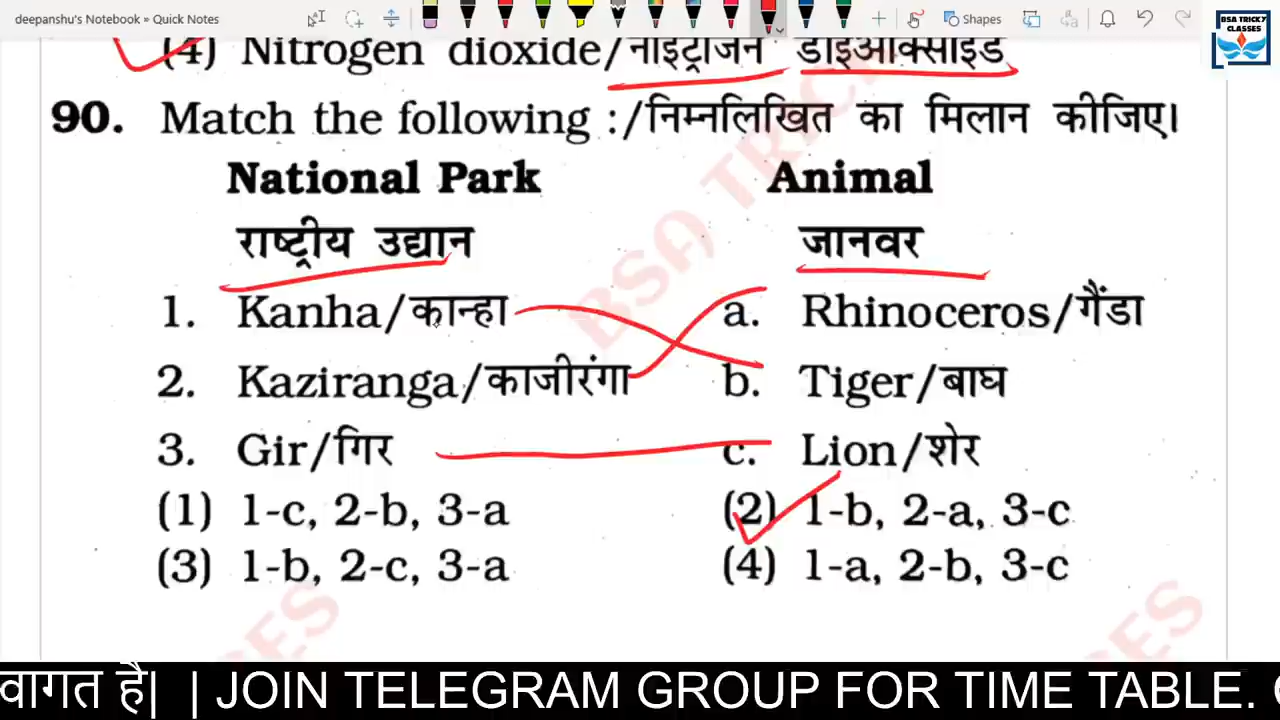 deepanshu's Notebook » Quick Notes
Shapes
BSA TRICKY
CLASSES
(4) Nitrogen dioxide/नाइट्रोजन डाइऑक्साइड
90. Match the following :/निम्नलिखित का मिलान कीजिए।
National Park Animal
राष्ट्रीय उद्यान जानवर
1. Kanha/कान्हा a. Rhinoceros/गैंडा
2. Kaziranga/काजीरंगा b. Tiger/बाघ
3. Gir/गिर c. Lion/शेर
(1) 1-c, 2-b, 3-a (2) 1-b, 2-a, 3-c
(3) 1-b, 2-c, 3-a (4) 1-a, 2-b, 3-c
वागत है| | JOIN TELEGRAM GROUP FOR TIME TABLE.